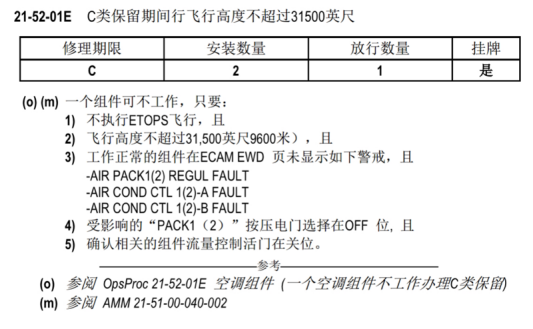 21-52-01E C类保留期间行飞行高度不超过31500英尺
修理期限 安装数量 放行数量 挂牌
C 2 1 是
(o) (m) 一个组件可不工作，只要：
1) 不执行ETOPS飞行，且
2) 飞行高度不超过31,500英尺9600米），且
3) 工作正常的组件在ECAM EWD 页未显示如下警戒，且
-AIR PACK1(2) REGUL FAULT
-AIR COND CTL 1(2)-A FAULT
-AIR COND CTL 1(2)-B FAULT
4) 受影响的“PACK1（2）”按压电门选择在OFF 位，且
5) 确认相关的组件流量控制活门在关位。
参考
(o) 参阅 OpsProc 21-52-01E 空调组件 (一个空调组件不工作办理C类保留)
(m) 参阅 AMM 21-51-00-040-002